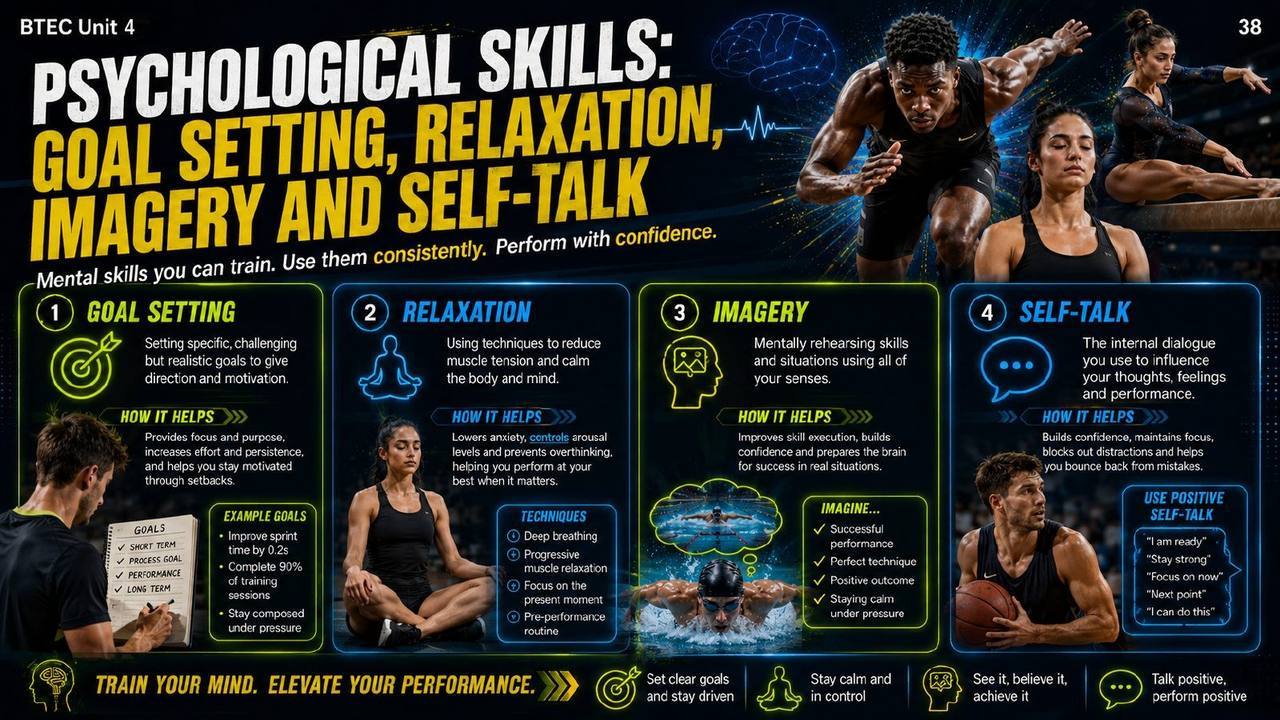 BTEC Unit 4
38
PSYCHOLOGICAL SKILLS:
GOAL SETTING, RELAXATION,
IMAGERY AND SELF-TALK
Mental skills you can train. Use them consistently. Perform with confidence.
1 GOAL SETTING
Setting specific, challenging
but realistic goals to give
direction and motivation.
HOW IT HELPS
Provides focus and purpose,
increases effort and persistence,
and helps you stay motivated
through setbacks.
GOALS
✓ SHORT TERM
✓ PROCESS GOAL
✓ PERFORMANCE
✓ LONG TERM
EXAMPLE GOALS
• Improve sprint
time by 0.2s
• Complete 90%
of training
sessions
• Stay composed
under pressure
2 RELAXATION
Using techniques to reduce
muscle tension and calm
the body and mind.
HOW IT HELPS
Lowers anxiety, controls arousal
levels and prevents overthinking,
helping you perform at your
best when it matters.
TECHNIQUES
Deep breathing
Progressive
muscle relaxation
Focus on the
present moment
Pre-performance
routine
3 IMAGERY
Mentally rehearsing skills
and situations using all of
your senses.
HOW IT HELPS
Improves skill execution, builds
confidence and prepares the brain
for success in real situations.
IMAGINE...
✓ Successful
performance
✓ Perfect technique
✓ Positive outcome
✓ Staying calm
under pressure
4 SELF-TALK
The internal dialogue
you use to influence
your thoughts, feelings
and performance.
HOW IT HELPS
Builds confidence, maintains focus,
blocks out distractions and helps
you bounce back from mistakes.
USE POSITIVE
SELF-TALK
"I am ready"
"Stay strong"
"Focus on now"
"Next point"
"I can do this"
TRAIN YOUR MIND. ELEVATE YOUR PERFORMANCE.
Set clear goals
and stay driven
Stay calm and
in control
See it, believe it,
achieve it
Talk positive,
perform positive